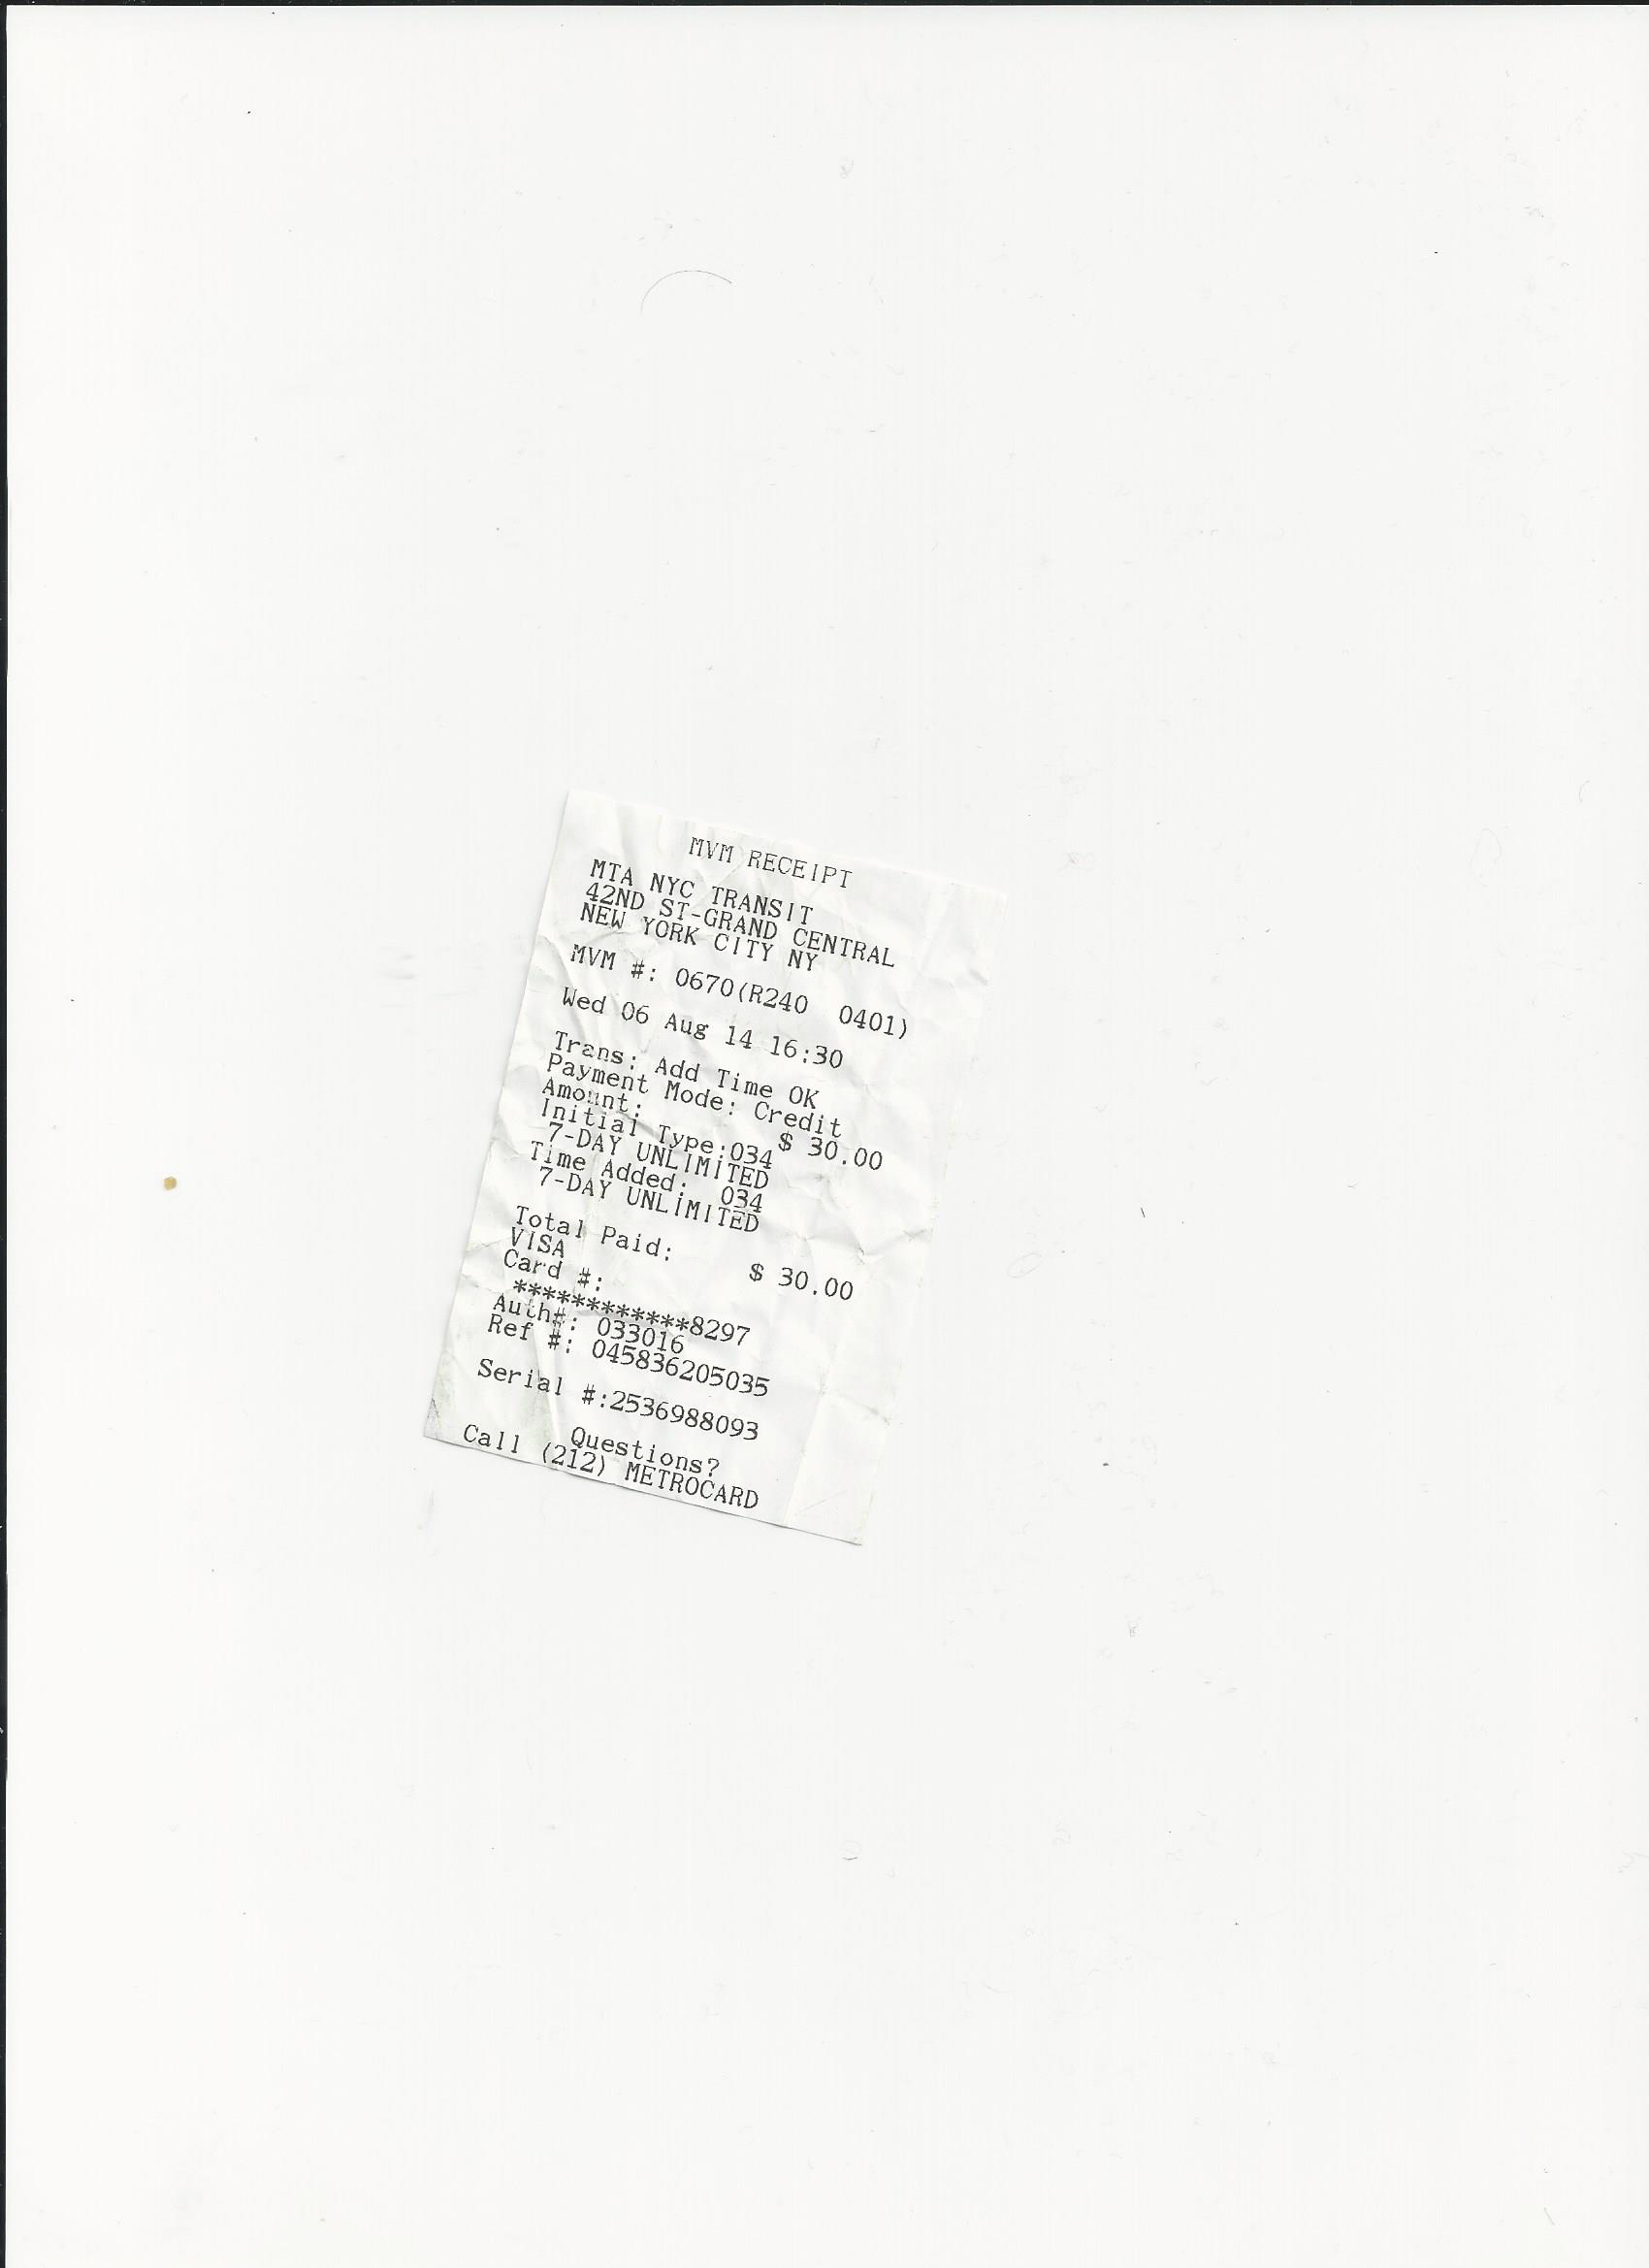 MVM RECEIPT
MTA NYC TRANSIT
42ND ST-GRAND CENTRAL
NEW YORK CITY NY
MVM #: 0670(R240 0401)
Wed 06 Aug 14 16:30
Trans: Add Time OK
Payment Mode: Credit
Amount: $ 30.00
Initial Type:034
7-DAY UNLIMITED
Time Added: 034
7-DAY UNLIMITED
Total Paid: $ 30.00
VISA
Card #:
************8297
Auth#: 033016
Ref #: 045836205035
Serial #:2536988093
Questions?
Call (212) METROCARD